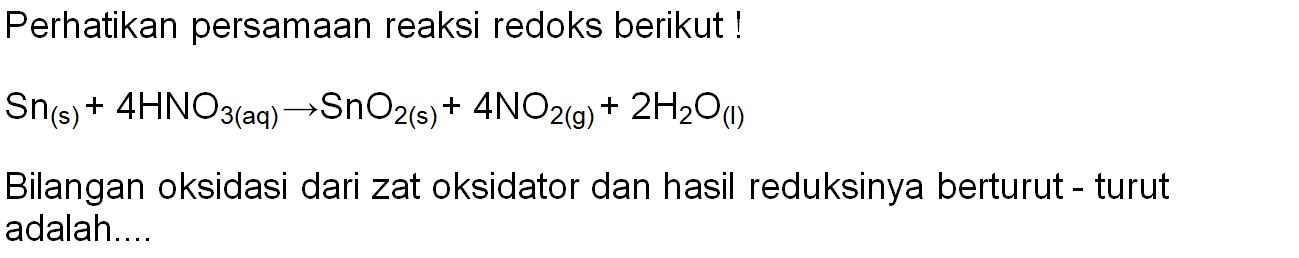 Perhatikan persamaan reaksi redoks berikut !
Sn(s) + 4HNO3(aq)→SnO2(s) + 4NO2(g) + 2H2O(l)
Bilangan oksidasi dari zat oksidator dan hasil reduksinya berturut - turut
adalah....